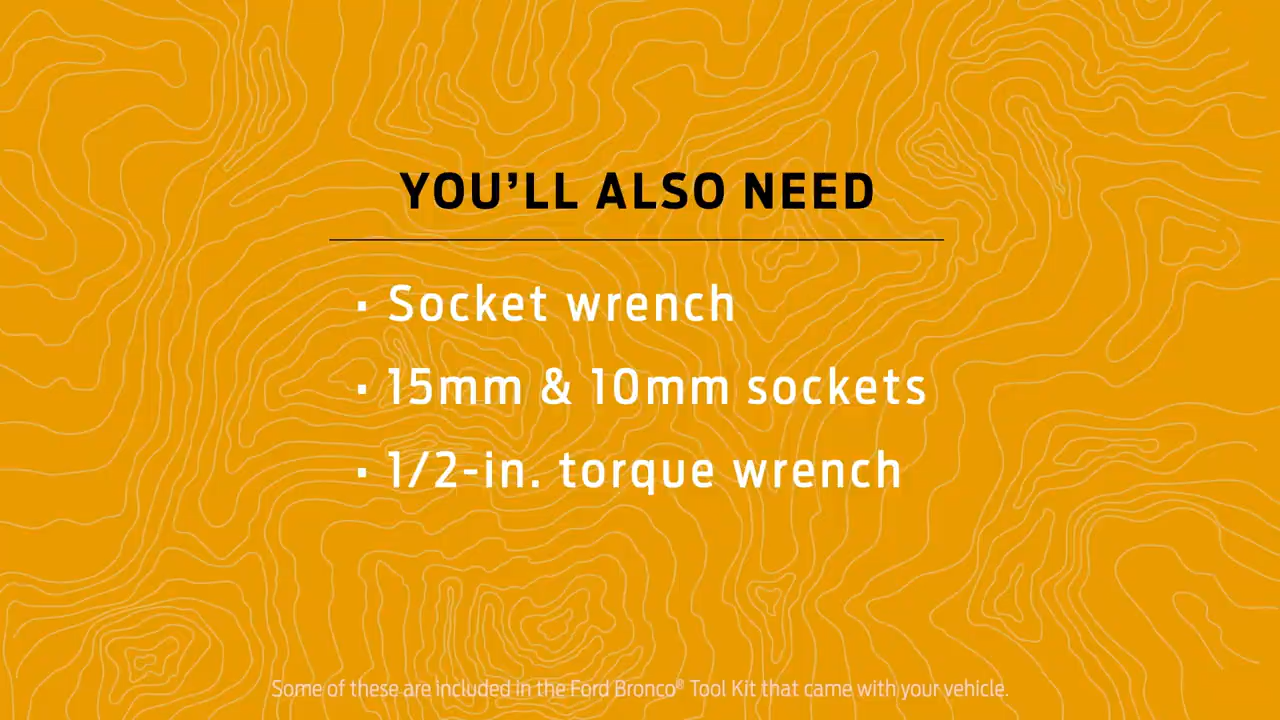 YOU’LL ALSO NEED
· Socket wrench
· 15mm & 10mm sockets
· 1/2-in. torque wrench
Some of these are included in the Ford Bronco® Tool Kit that came with your vehicle.